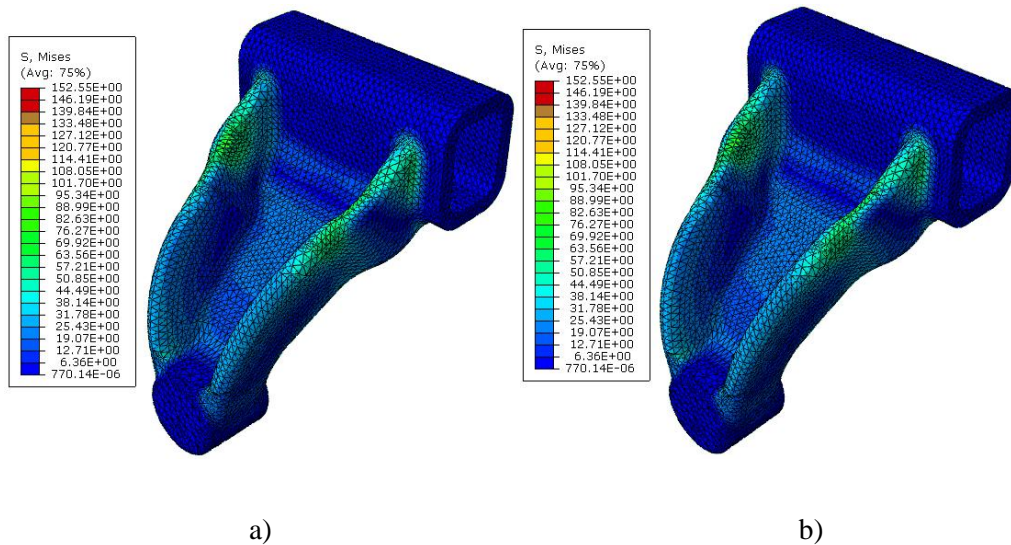 S, Mises
(Avg: 75%)
152.55E+00
146.19E+00
139.84E+00
133.48E+00
127.12E+00
120.77E+00
114.41E+00
108.05E+00
101.70E+00
95.34E+00
88.99E+00
82.63E+00
76.27E+00
69.92E+00
63.56E+00
57.21E+00
50.85E+00
44.49E+00
38.14E+00
31.78E+00
25.43E+00
19.07E+00
12.71E+00
6.36E+00
770.14E-06
S, Mises
(Avg: 75%)
152.55E+00
146.19E+00
139.84E+00
133.48E+00
127.12E+00
120.77E+00
114.41E+00
108.05E+00
101.70E+00
95.34E+00
88.99E+00
82.63E+00
76.27E+00
69.92E+00
63.56E+00
57.21E+00
50.85E+00
44.49E+00
38.14E+00
31.78E+00
25.43E+00
19.07E+00
12.71E+00
6.36E+00
770.14E-06
a)
b)